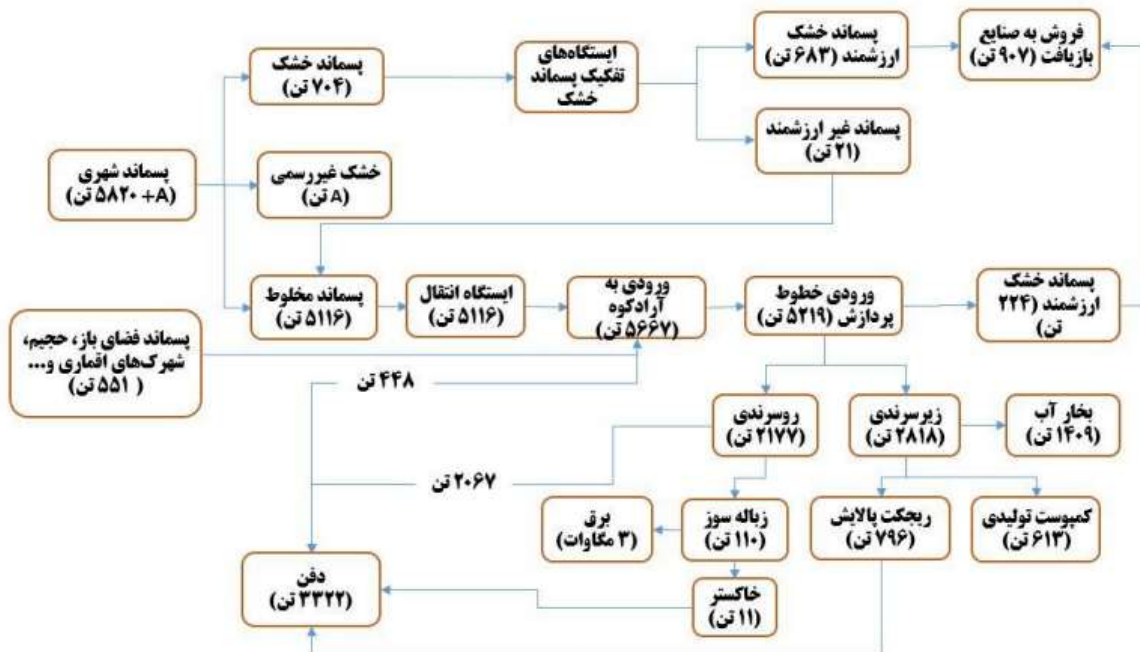 فروش به صنایع
بازیافت (۹۰۷ تن)
پسماند خشک
ارزشمند (۶۸۳ تن)
ایستگاه‌های
تفکیک پسماند
خشک
پسماند خشک
(۷۰۴ تن)
پسماند غیر ارزشمند
(۲۱ تن)
خشک غیررسمی
(A تن)
پسماند شهری
(۵۸۲۰ +A تن)
پسماند مخلوط
(۵۱۱۶ تن)
ایستگاه انتقال
(۵۱۱۶ تن)
ورودی به
آرادکوه
(۵۶۶۷ تن)
ورودی خطوط
پردازش (۵۲۱۹ تن)
پسماند خشک
ارزشمند (۲۲۴
تن)
پسماند فضای باز، حجیم،
شهرک‌های اقماری و...
(۵۵۱ تن)
۴۴۸ تن
روسرندی
(۲۱۷۷ تن)
زیرسرندی
(۲۸۱۸ تن)
بخار آب
(۱۴۰۹ تن)
۲۰۶۷ تن
برق
(۳ مگاوات)
زباله سوز
(۱۱۰ تن)
ریجکت پالایش
(۷۹۶ تن)
کمپوست تولیدی
(۶۱۳ تن)
دفن
(۳۳۲۲ تن)
خاکستر
(۱۱ تن)